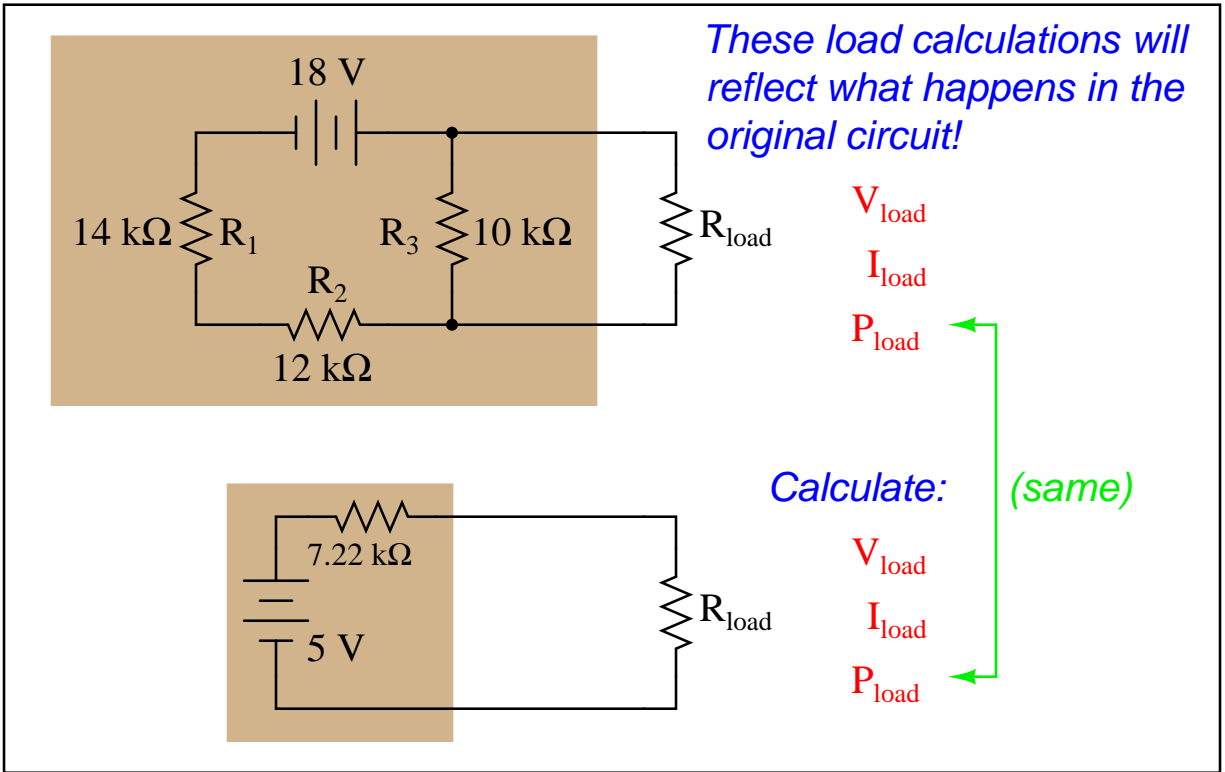 These load calculations will
reflect what happens in the
original circuit!
18 V
14 kΩ R1
R3 10 kΩ
Rload
R2
12 kΩ
Vload
Iload
Pload
Calculate: (same)
7.22 kΩ
5 V
Rload
Vload
Iload
Pload